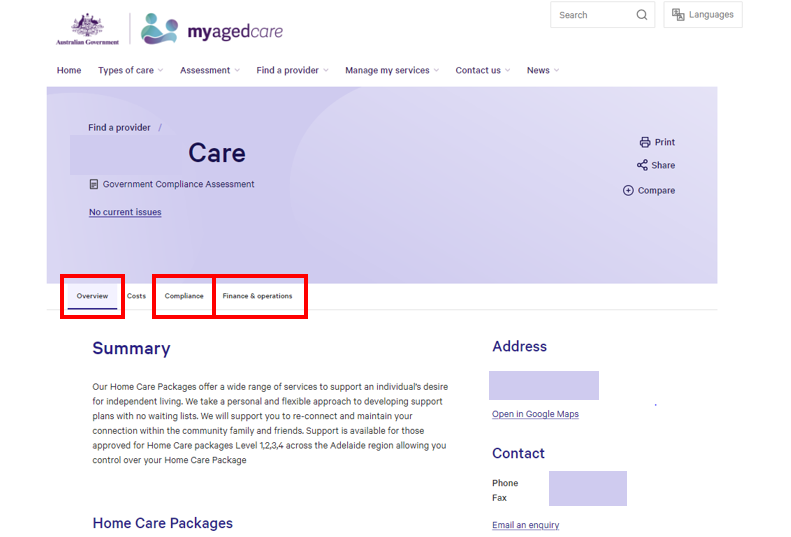 Search
Languages
Australian Government
myagedcare
Home Types of care Assessment Find a provider Manage my services Contact us News
Find a provider /
Care
Government Compliance Assessment
No current issues
Print
Share
Compare
Overview Costs Compliance Finance & operations
Summary
Our Home Care Packages offer a wide range of services to support an individual's desire
for independent living. We take a personal and flexible approach to developing support
plans with no waiting lists. We will support you to re-connect and maintain your
connection within the community family and friends. Support is available for those
approved for Home Care packages Level 1,2,3,4 across the Adelaide region allowing you
control over your Home Care Package
Home Care Packages
Address
Open in Google Maps
Contact
Phone
Fax
Email an enquiry